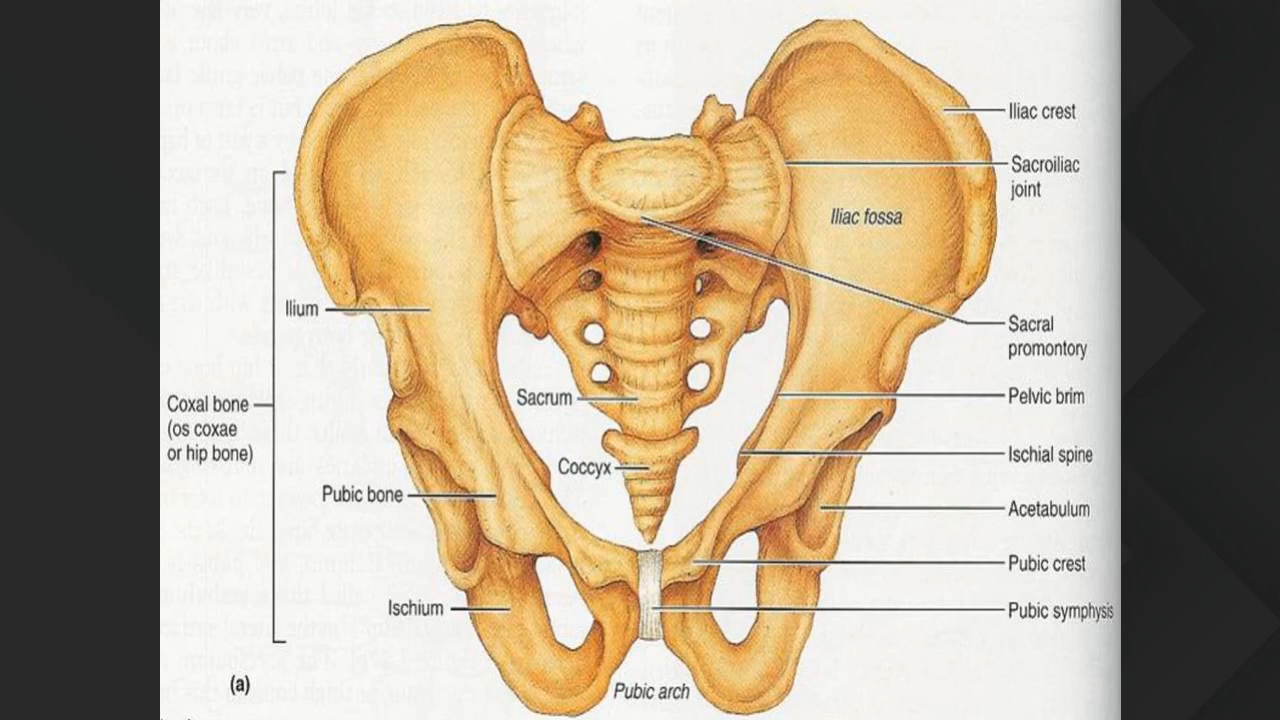 Iliac crest
Sacroiliac
joint
Iliac fossa
Ilium
Sacral
promontory
Sacrum
Pelvic brim
Coxal bone
(os coxae
or hip bone)
Ischial spine
Coccyx
Pubic bone
Acetabulum
Pubic crest
Ischium
Pubic symphysis
(a)
Pubic arch